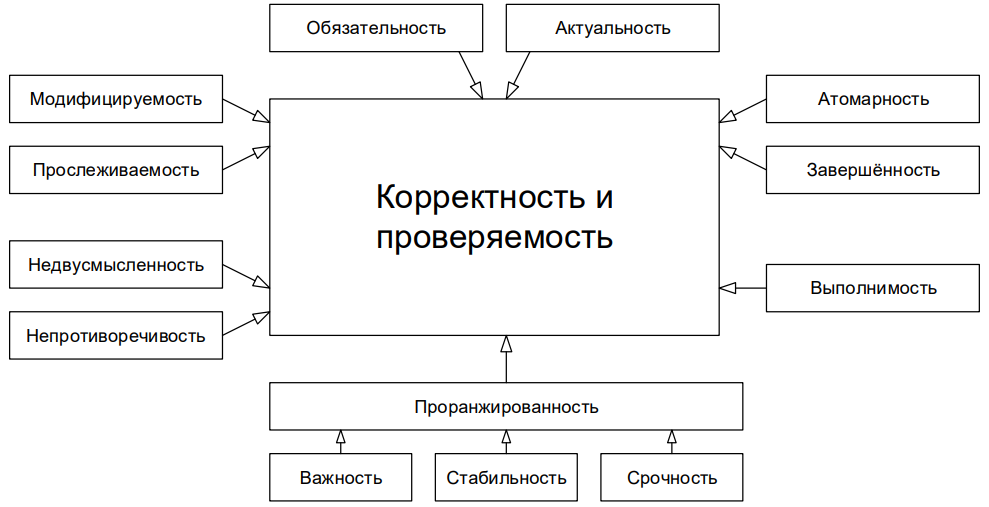 Обязательность
Актуальность
Модифицируемость
Атомарность
Прослеживаемость
Завершённость
Корректность и
проверяемость
Недвусмысленность
Выполнимость
Непротиворечивость
Проранжированность
Важность
Стабильность
Срочность